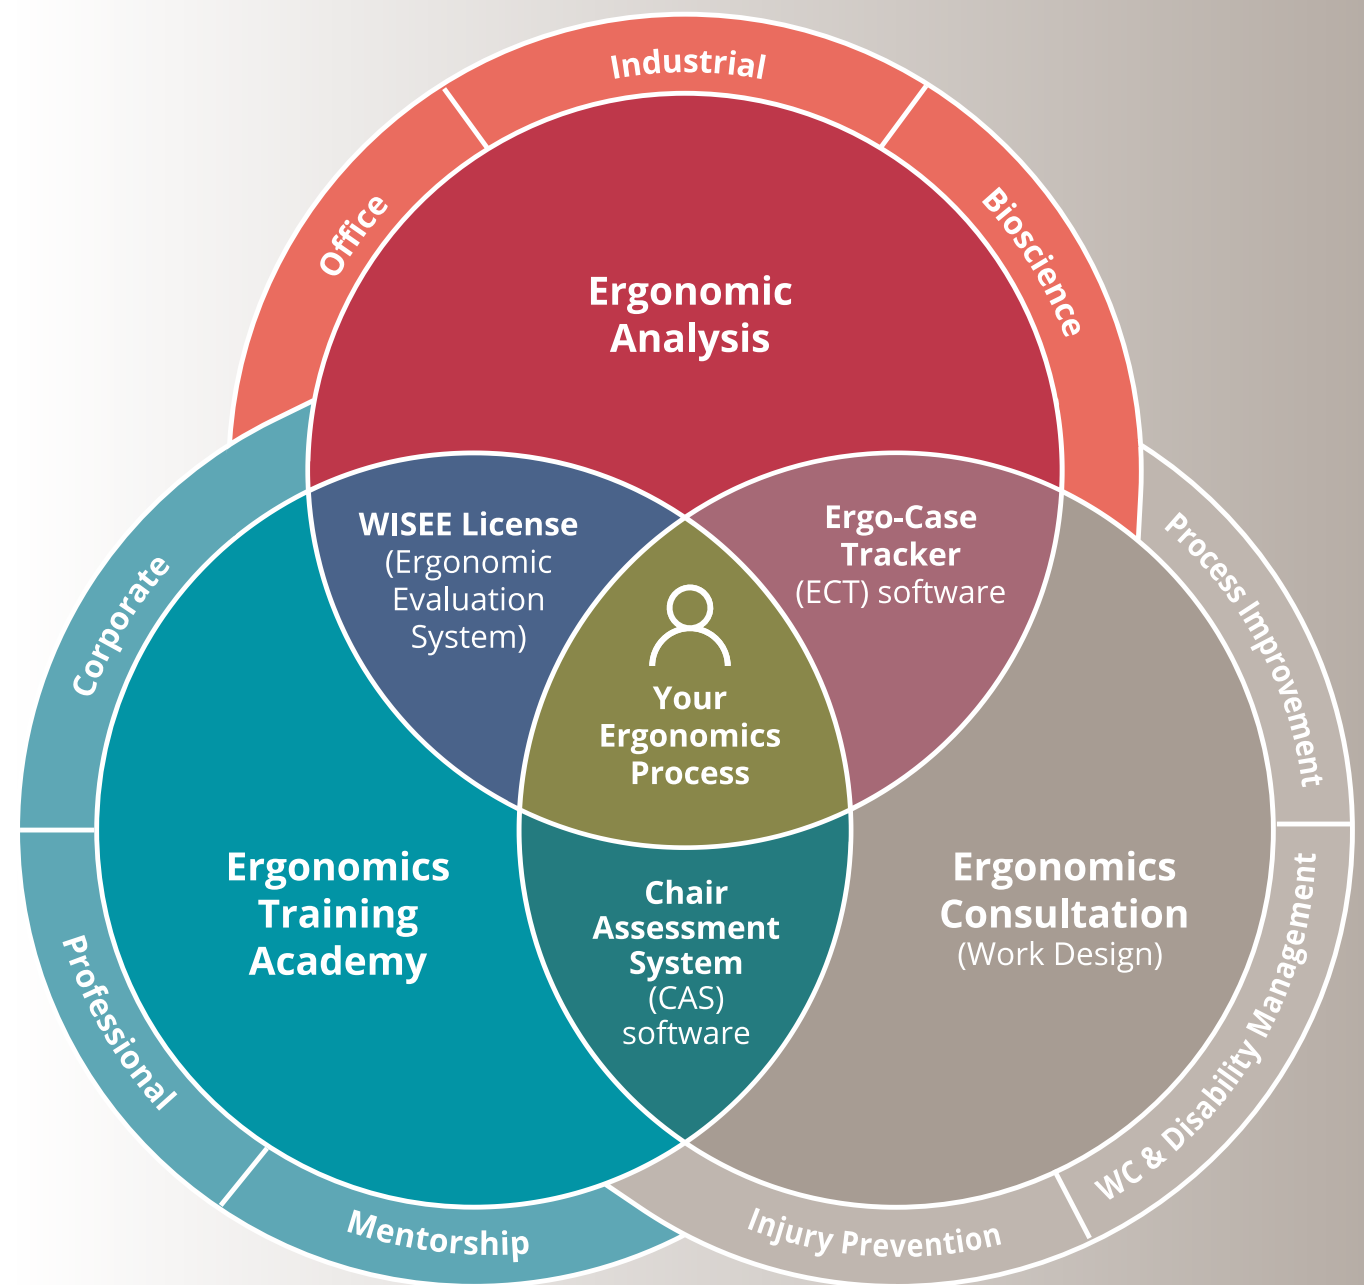 Industrial
Office
Bioscience
Ergonomic
Analysis
WISEE License
(Ergonomic
Evaluation
System)
Ergo-Case
Tracker
(ECT) software
Your
Ergonomics
Process
Corporate
Process Improvement
Ergonomics
Training
Academy
Chair
Assessment
System
(CAS)
software
Ergonomics
Consultation
(Work Design)
Professional
WC & Disability Management
Mentorship
Injury Prevention